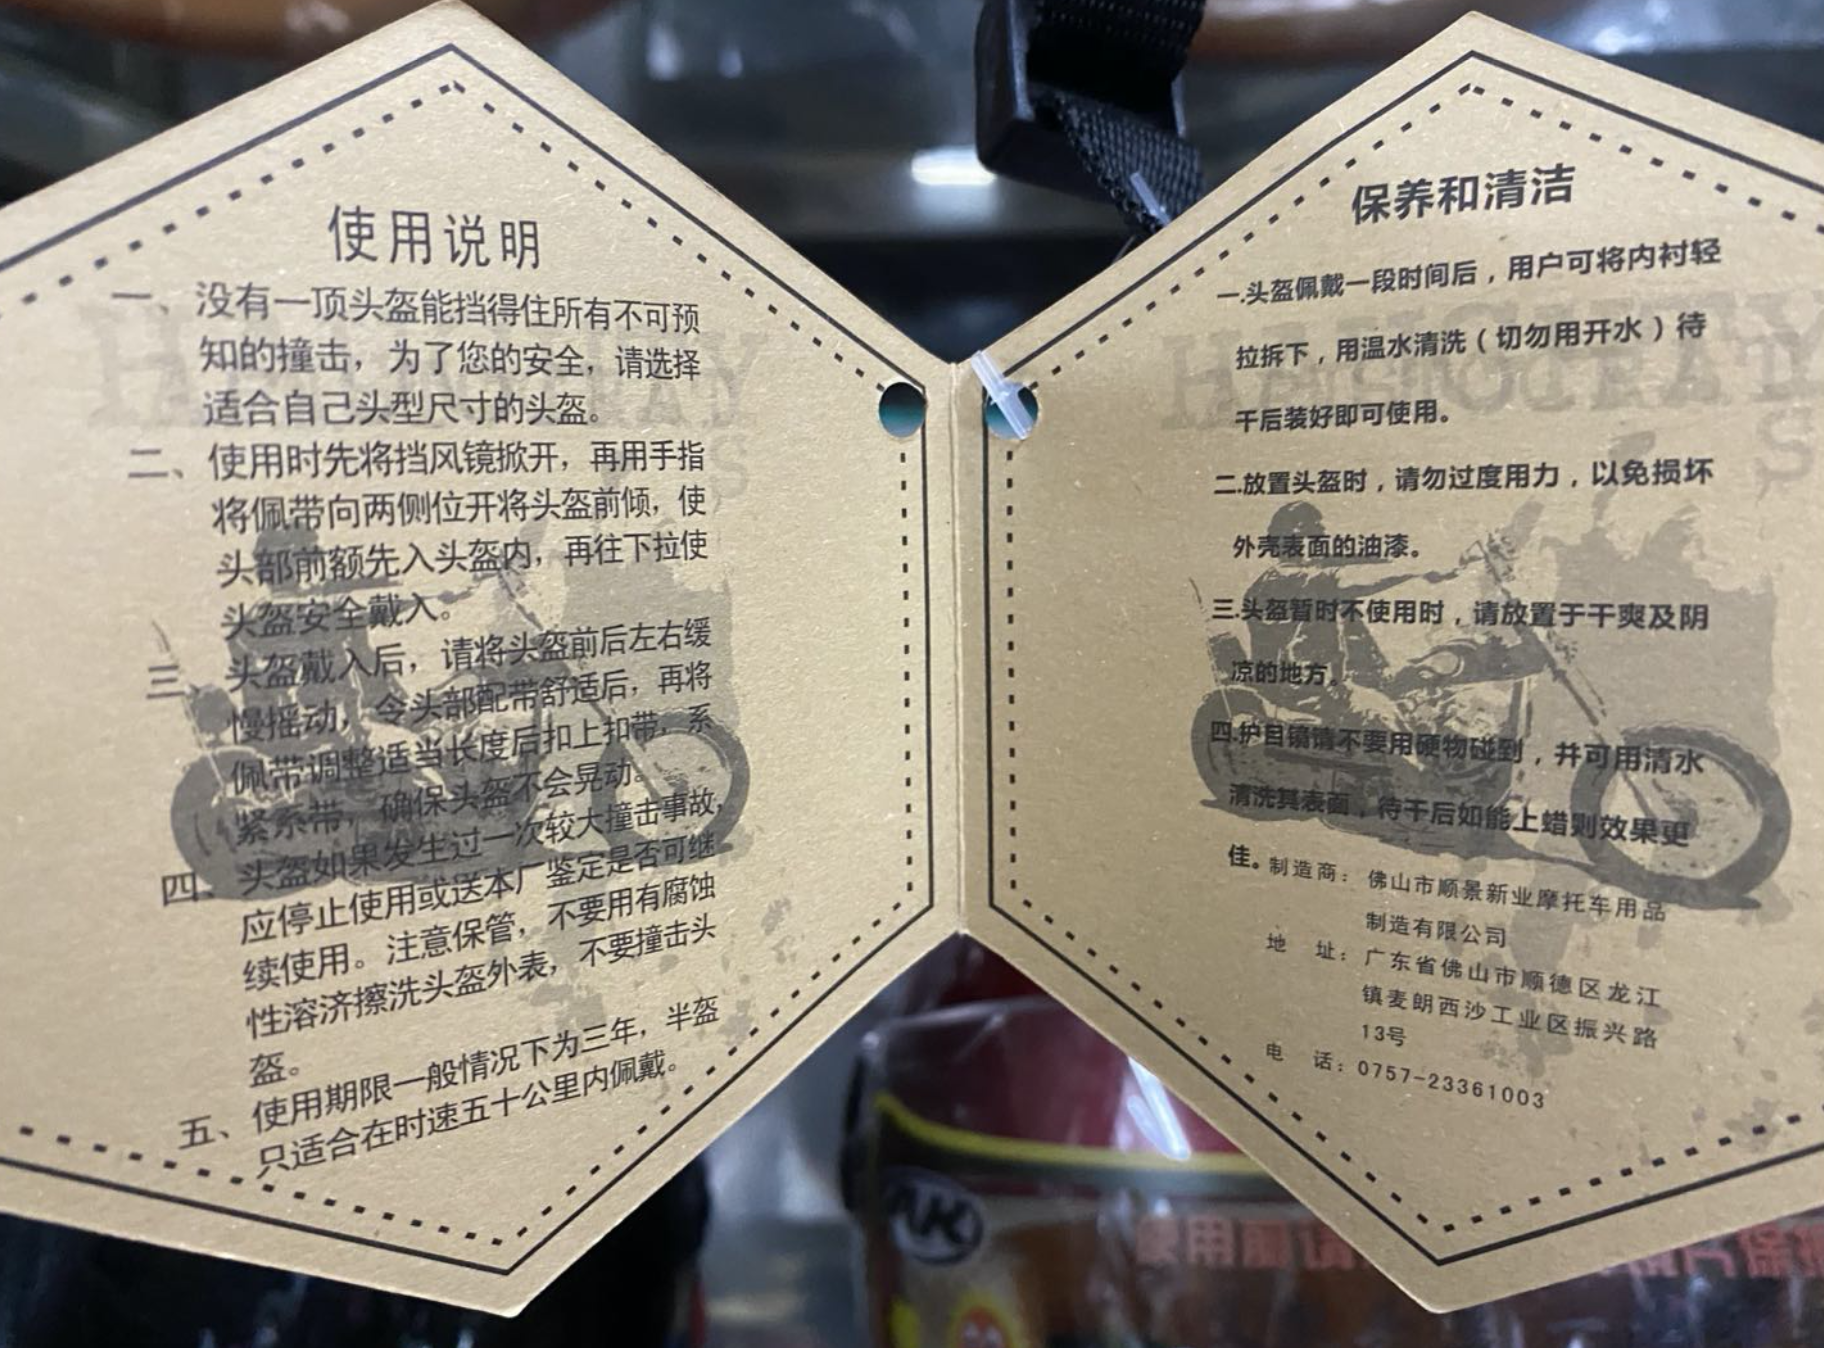 使用说明
一、没有一顶头盔能挡得住所有不可预
知的撞击，为了您的安全，请选择
适合自己头型尺寸的头盔。
二、使用时先将挡风镜掀开，再用手指
将佩带向两侧位开将头盔前倾，使
头部前额先入头盔内，再往下拉使
头盔安全戴入。
三、头盔戴入后，请将头盔前后左右缓
慢摇动，令头部配带舒适后，再将
佩带调整适当长度后扣上扣带，系
紧系带，确保头盔不会晃动。
四、头盔如果发生过一次较大撞击事故，
应停止使用或送本厂鉴定是否可继
续使用。注意保管，不要用有腐蚀
性溶济擦洗头盔外表，不要撞击头
盔。
五、使用期限一般情况下为三年，半盔
只适合在时速五十公里内佩戴。
保养和清洁
一.头盔佩戴一段时间后，用户可将内衬轻
拉拆下，用温水清洗（切勿用开水）待
干后装好即可使用。
二.放置头盔时，请勿过度用力，以免损坏
外壳表面的油漆。
三.头盔暂时不使用时，请放置于干爽及阴
凉的地方。
四.护目镜请不要用硬物碰到，并可用清水
清洗其表面，待干后如能上蜡则效果更
佳。
制造商：佛山市顺景新业摩托车用品
制造有限公司
地 址：广东省佛山市顺德区龙江
镇麦朗西沙工业区振兴路
13号
电 话：0757-23361003
AK